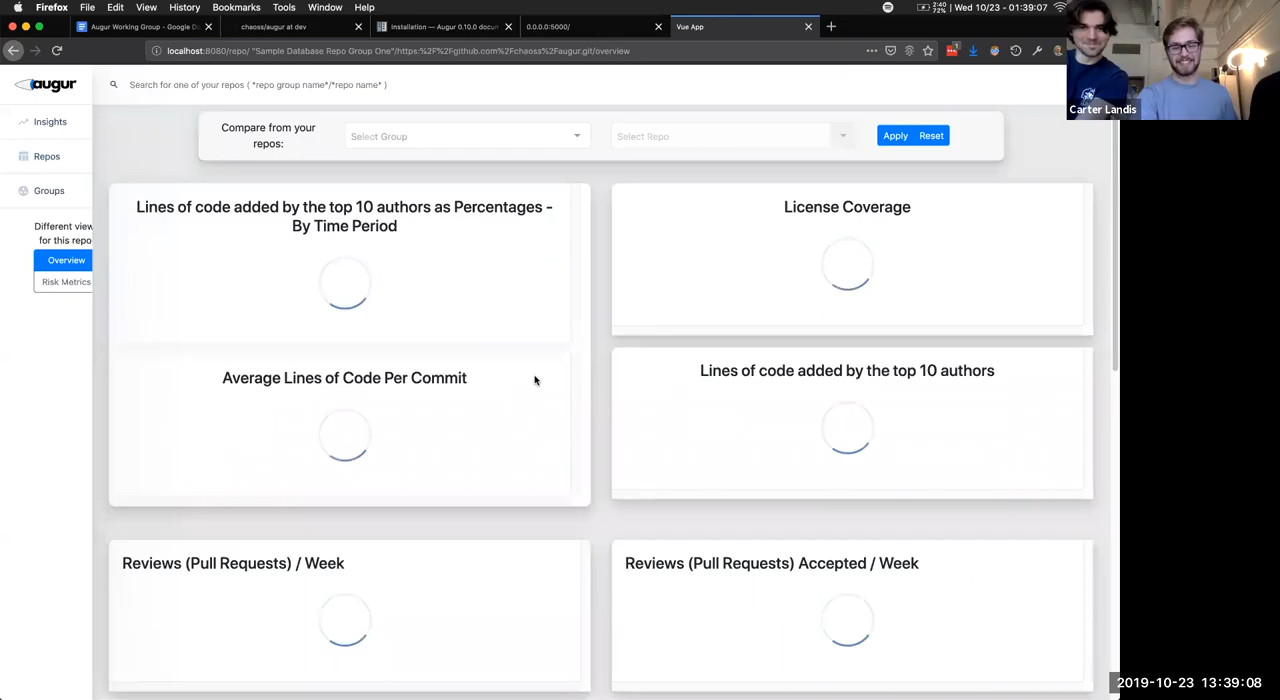 Firefox File Edit View History Bookmarks Tools Window Help
2:40
72%
Wed 10/23 - 01:39:07
Augur Working Group - Google Do
chaoss/augur at dev
Installation — Augur 0.10.0 docum
0.0.0.0:5000/
Vue App
localhost:8080/repo/ "Sample Database Repo Group One"/https:%2F%2Fgithub.com%2Fchaoss%2Faugur.git/overview
augur
Search for one of your repos ( *repo group name*/*repo name* )
Carter Landis
Insights
Repos
Groups
Different view
for this repo
Overview
Risk Metrics
Compare from your
repos:
Select Group
Select Repo
Apply Reset
Lines of code added by the top 10 authors as Percentages -
By Time Period
License Coverage
Average Lines of Code Per Commit
Lines of code added by the top 10 authors
Reviews (Pull Requests) / Week
Reviews (Pull Requests) Accepted / Week
2019-10-23 13:39:08